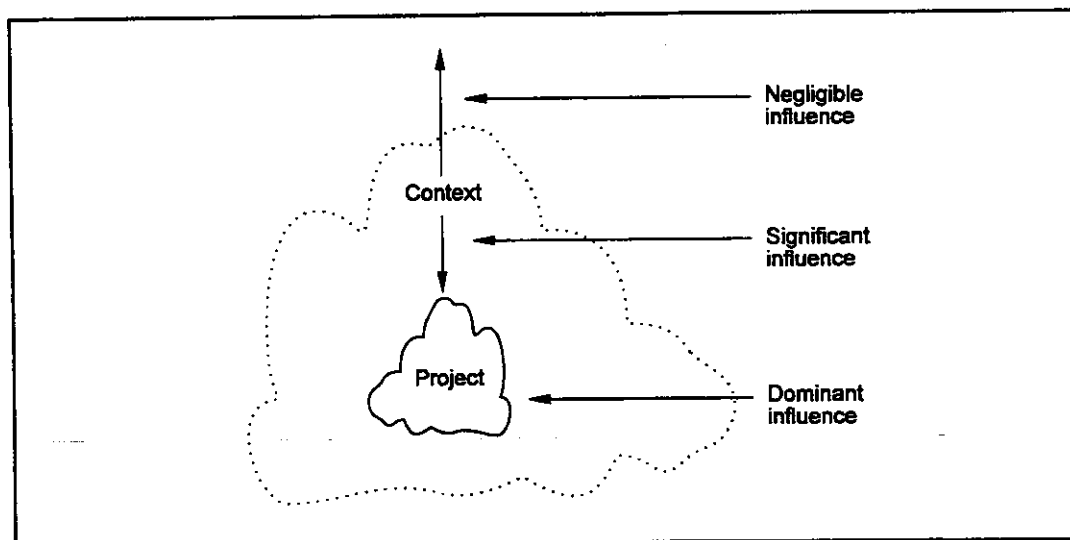 Negligible
influence
Context
Significant
influence
Project
Dominant
influence